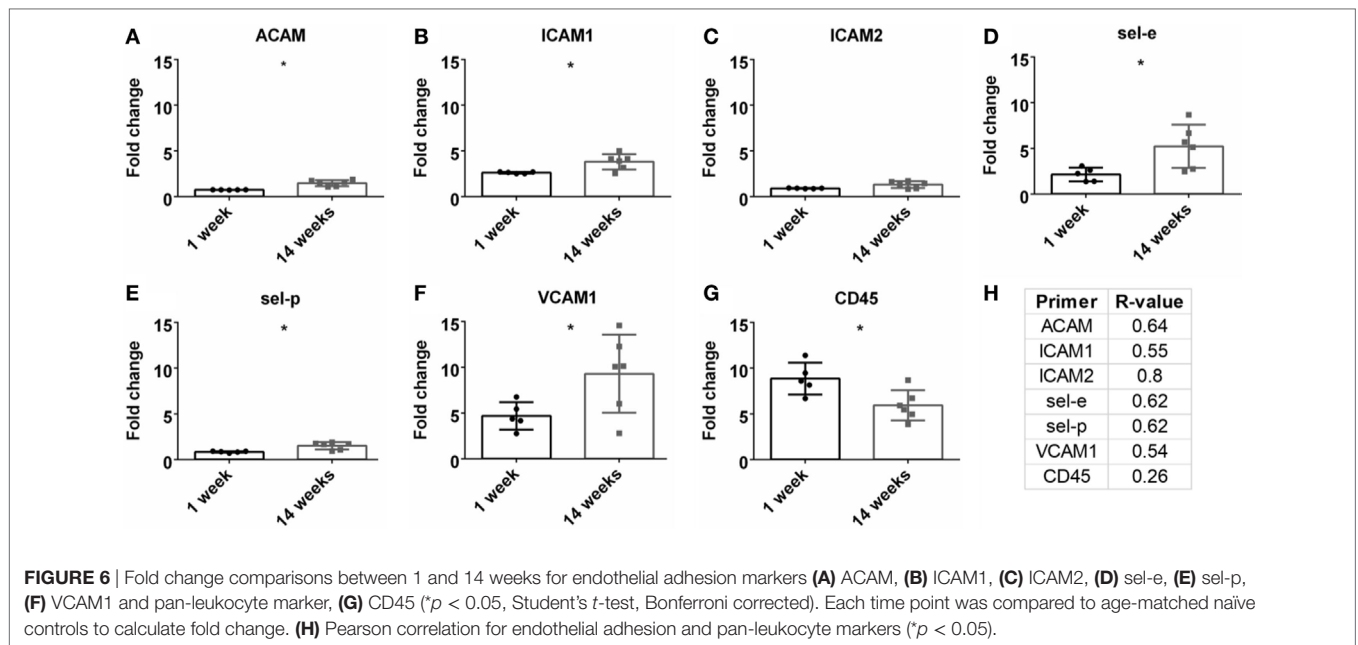 A
ACAM
*
Fold change
15
10
5
0
1 week
14 weeks
B
ICAM1
*
Fold change
15
10
5
0
1 week
14 weeks
C
ICAM2
Fold change
15
10
5
0
1 week
14 weeks
D
sel-e
*
Fold change
15
10
5
0
1 week
14 weeks
E
sel-p
*
Fold change
15
10
5
0
1 week
14 weeks
F
VCAM1
*
Fold change
15
10
5
0
1 week
14 weeks
G
CD45
*
Fold change
15
10
5
0
1 week
14 weeks
H
Primer R-value
ACAM 0.64
ICAM1 0.55
ICAM2 0.8
sel-e 0.62
sel-p 0.62
VCAM1 0.54
CD45 0.26
FIGURE 6 | Fold change comparisons between 1 and 14 weeks for endothelial adhesion markers (A) ACAM, (B) ICAM1, (C) ICAM2, (D) sel-e, (E) sel-p,
(F) VCAM1 and pan-leukocyte marker, (G) CD45 (*p < 0.05, Student's t-test, Bonferroni corrected). Each time point was compared to age-matched naïve
controls to calculate fold change. (H) Pearson correlation for endothelial adhesion and pan-leukocyte markers (*p < 0.05).